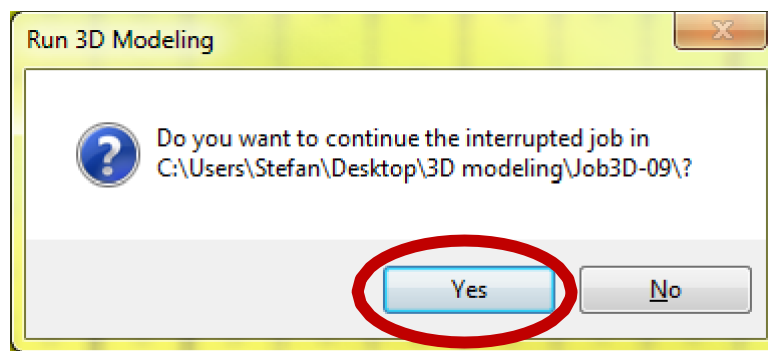 Run 3D Modeling
Do you want to continue the interrupted job in
C:\Users\Stefan\Desktop\3D modeling\Job3D-09\?
Yes
No